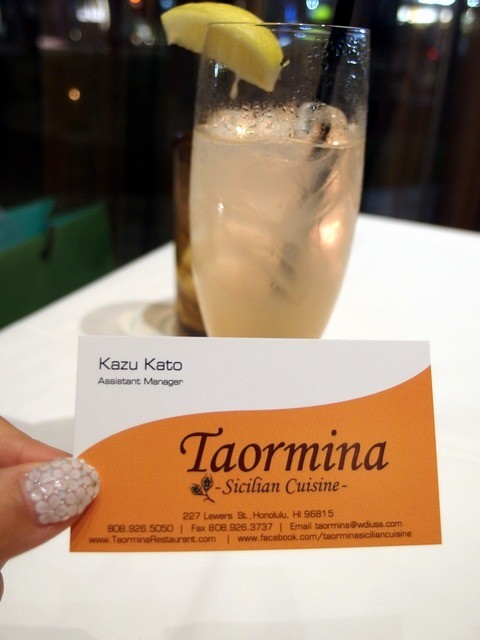 Kazu Kato
Assistant Manager
Taormina
-Sicilian Cuisine-
227 Lewers St., Honolulu, HI 96815
808.926.5050 | Fax 808.926.3737 | Email taormina@wdiusa.com
www.TaorminaRestaurant.com | www.facebook.com/taorminasiciliancuisine